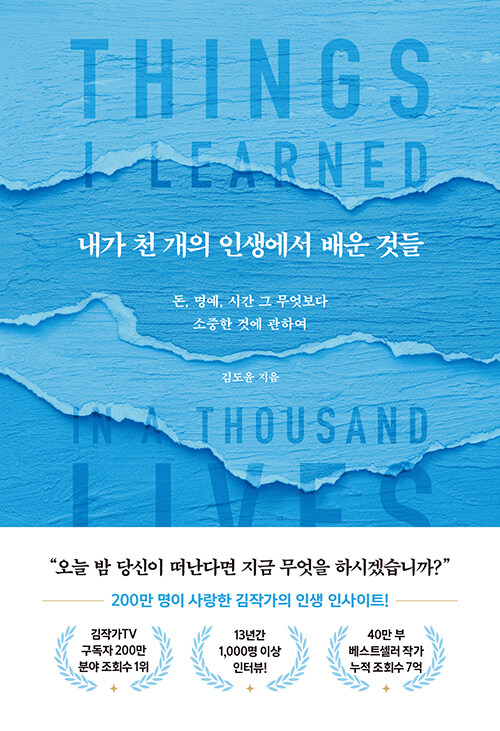 THINGS
I LEARNED
내가 천 개의 인생에서 배운 것들
돈, 명예, 시간 그 무엇보다
소중한 것에 관하여
김도윤 지음
IN A THOUSAND
LIVES
“오늘 밤 당신이 떠난다면 지금 무엇을 하시겠습니까?”
200만 명이 사랑한 김작가의 인생 인사이트!
김작가TV
구독자 200만
분야 조회수 1위
13년간
1,000명 이상
인터뷰!
40만 부
베스트셀러 작가
누적 조회수 7억